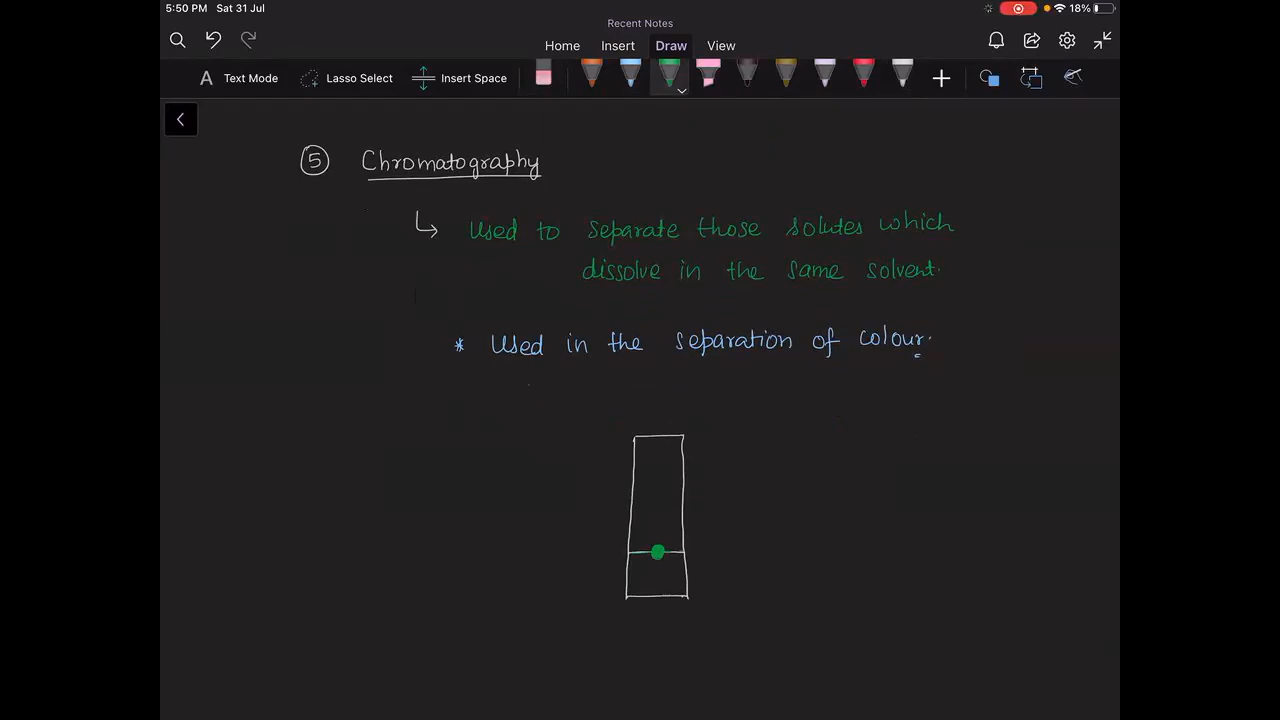 5:50 PM Sat 31 Jul
18%
Recent Notes
Home Insert Draw View
A Text Mode Lasso Select Insert Space
5 Chromatography
Used to separate those solutes which
dissolve in the same solvent.
* Used in the separation of colour.